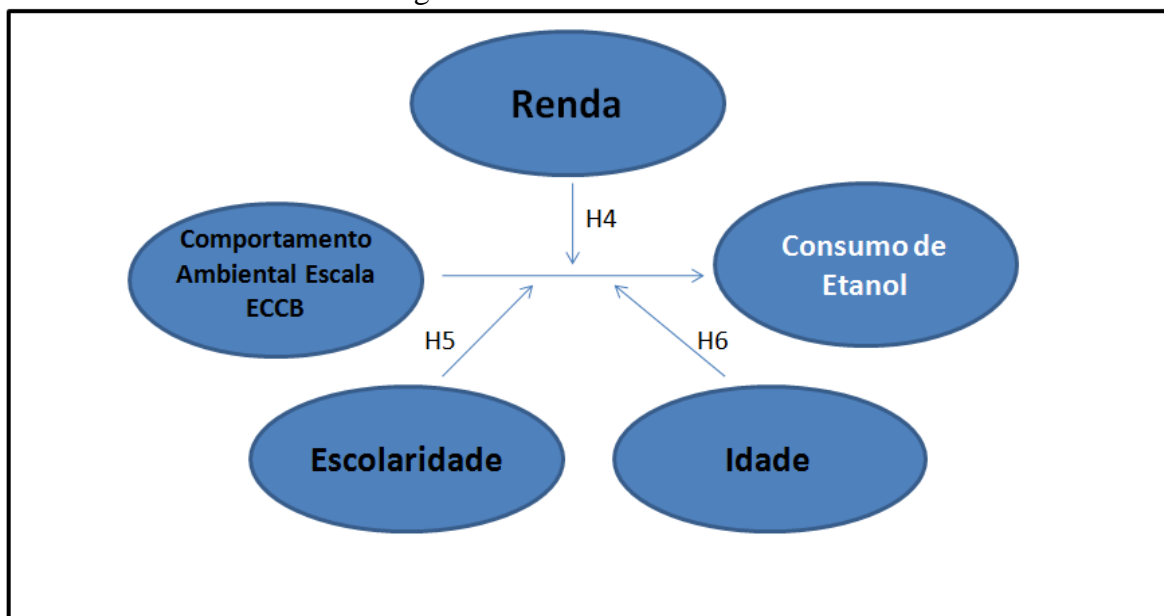 Renda
H4
Comportamento
Ambiental Escala
ECCB
Consumo de
Etanol
H5
H6
Escolaridade
Idade